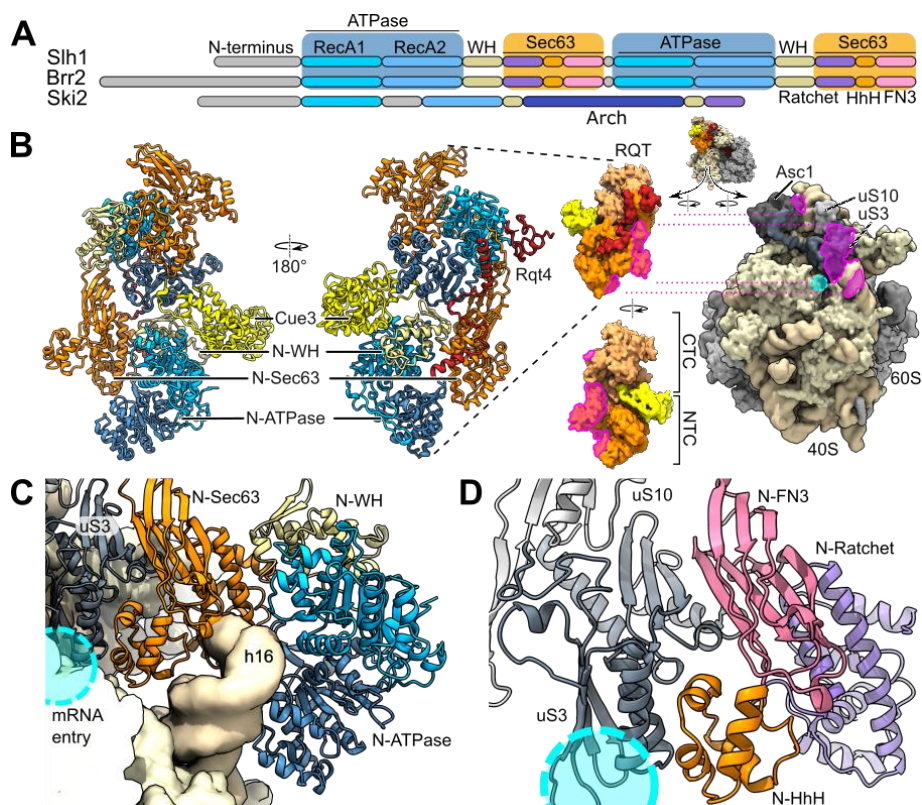 A
ATPase
N-terminus
RecA1
RecA2
WH
Sec63
ATPase
WH
Sec63
Slh1
Brr2
Ski2
Arch
Ratchet
HhH
FN3
B
180°
Cue3
N-WH
N-Sec63
N-ATPase
Rqt4
RQT
CTC
NTC
Asc1
uS10
uS3
60S
40S
C
uS3
N-Sec63
N-WH
h16
mRNA
entry
N-ATPase
D
uS10
N-FN3
N-Ratchet
uS3
N-HhH